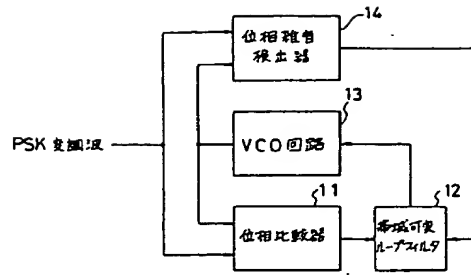 14
位相雑音
検出器
13
PSK変調波
VCO回路
11
12
位相比較器
帯域可変
ループフィルタ